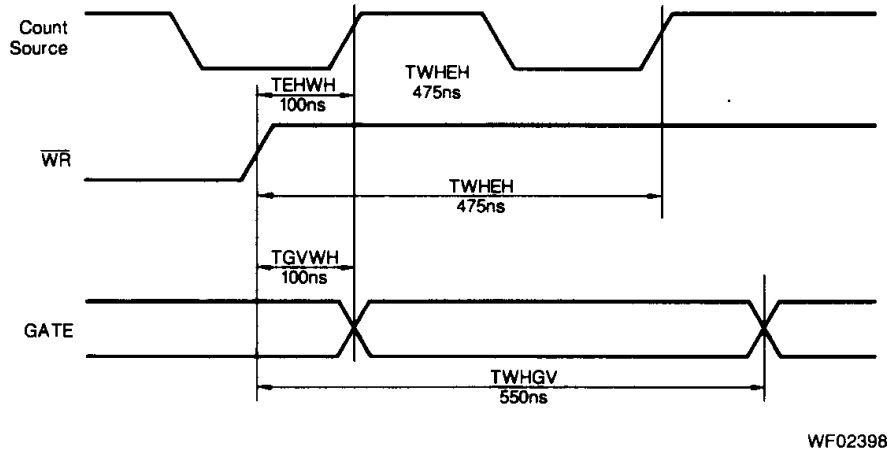 Count
Source
TEHWH
100ns
TWHEH
475ns
WR
TWHEH
475ns
TGVWH
100ns
GATE
TWHGV
550ns
WF02398